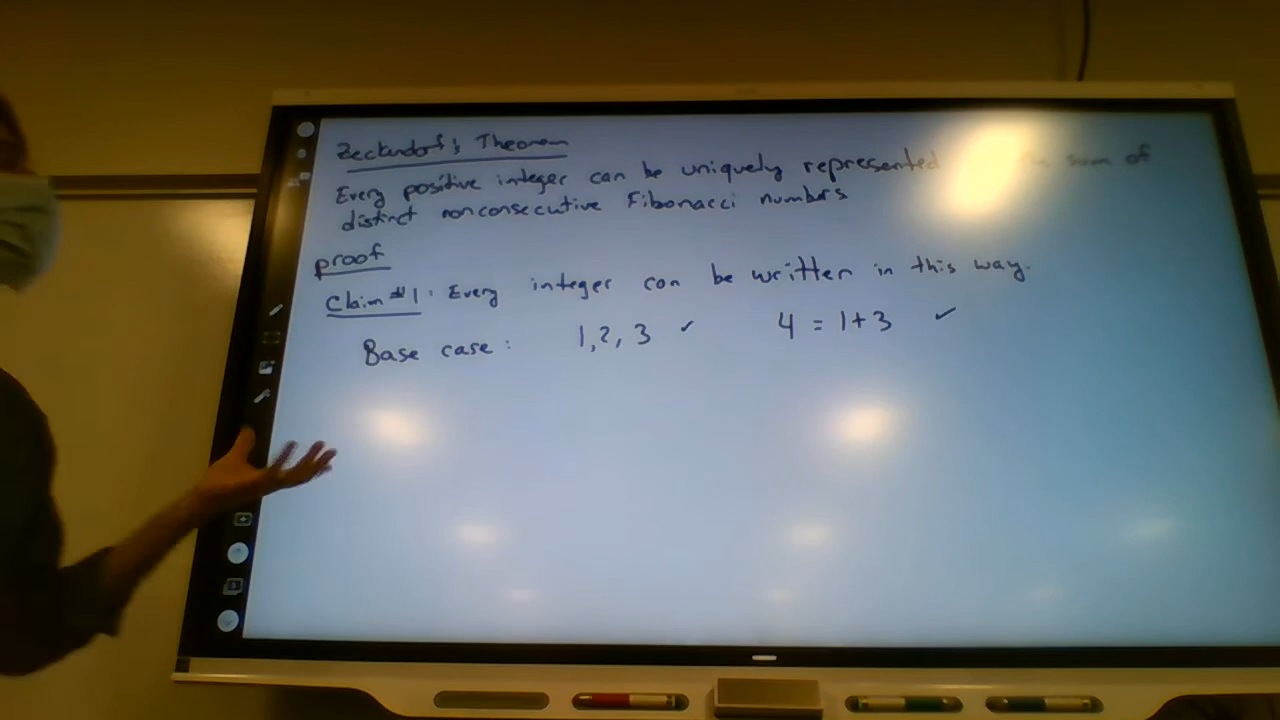 Zeckendorf's Theorem
Every positive integer can be uniquely represented sum of
distinct nonconsecutive Fibonacci numbers
proof
Claim #1: Every integer can be written in this way.
Base case: 1, 2, 3 ✓ 4 = 1+3 ✓